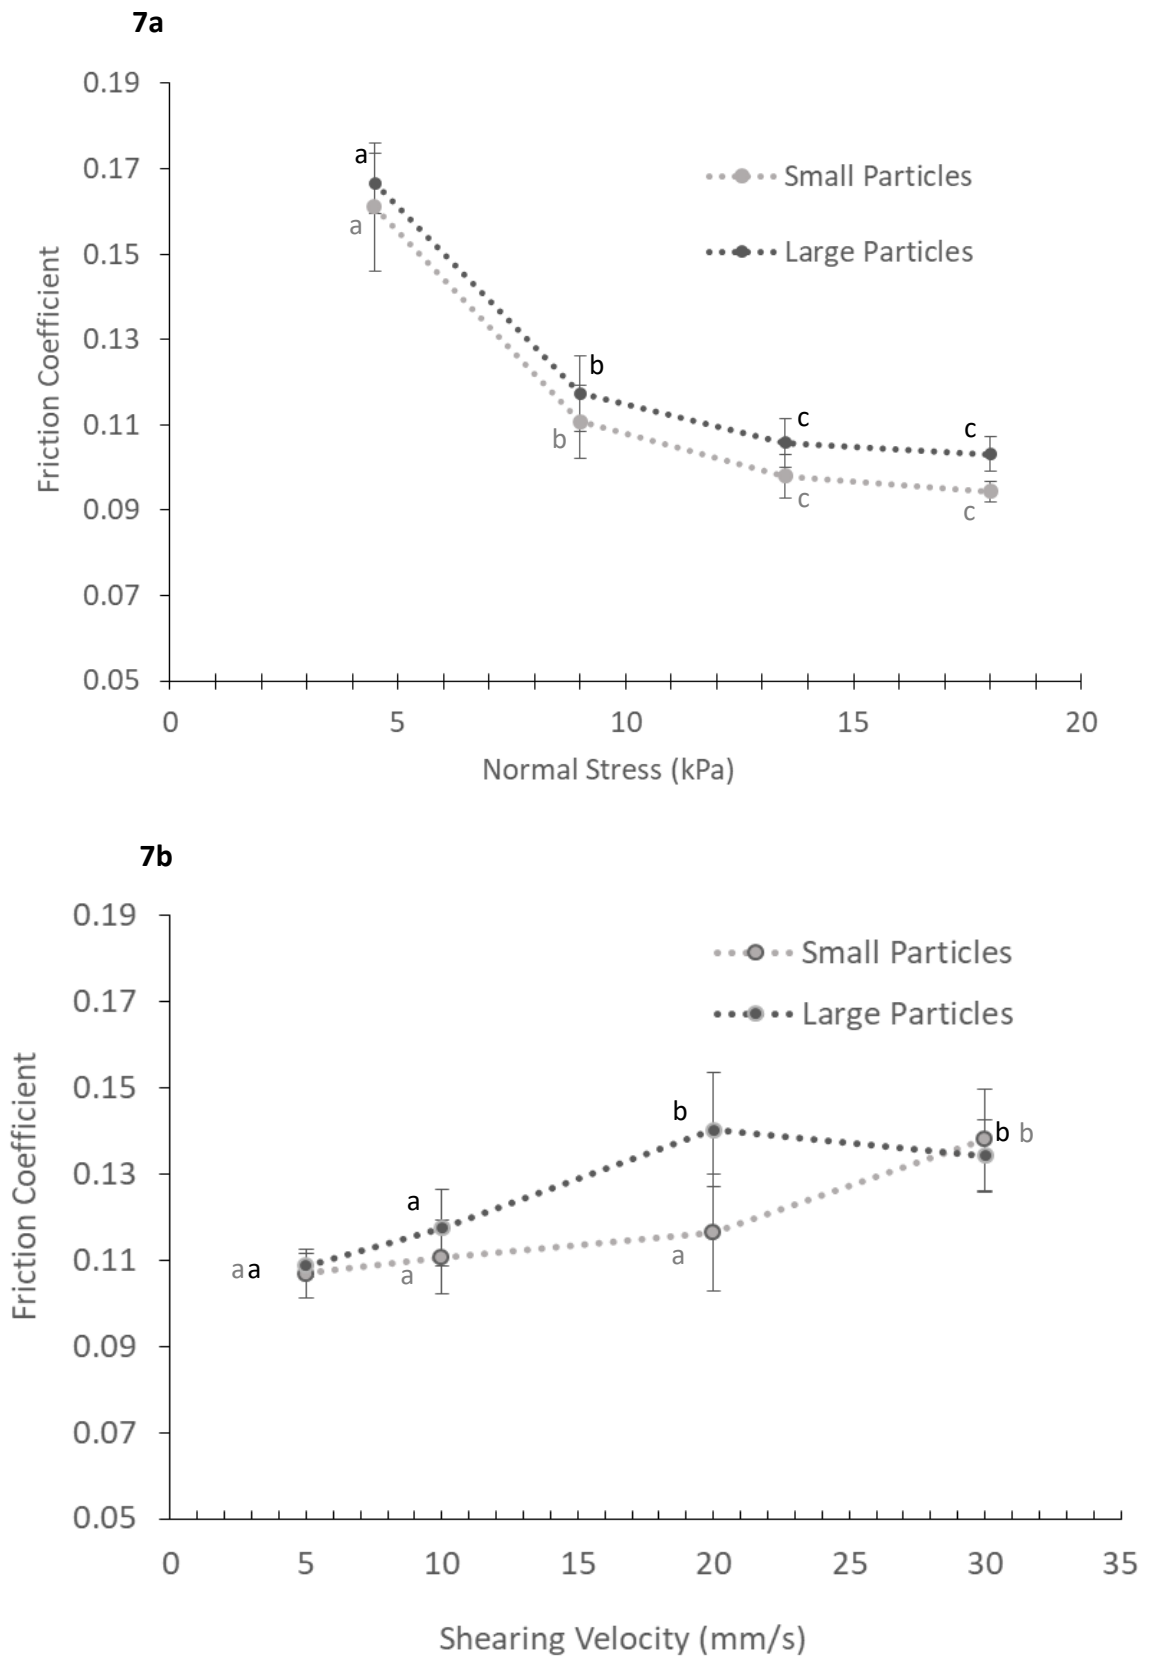 7a
0.19
0.17
0.15
0.13
0.11
0.09
0.07
0.05
Friction Coefficient
a
a
b
b
c
c
c
c
Small Particles
Large Particles
0 5 10 15 20
Normal Stress (kPa)
7b
0.19
0.17
0.15
0.13
0.11
0.09
0.07
0.05
Friction Coefficient
Small Particles
Large Particles
a a
a
a
b
a
b b
0 5 10 15 20 25 30 35
Shearing Velocity (mm/s)